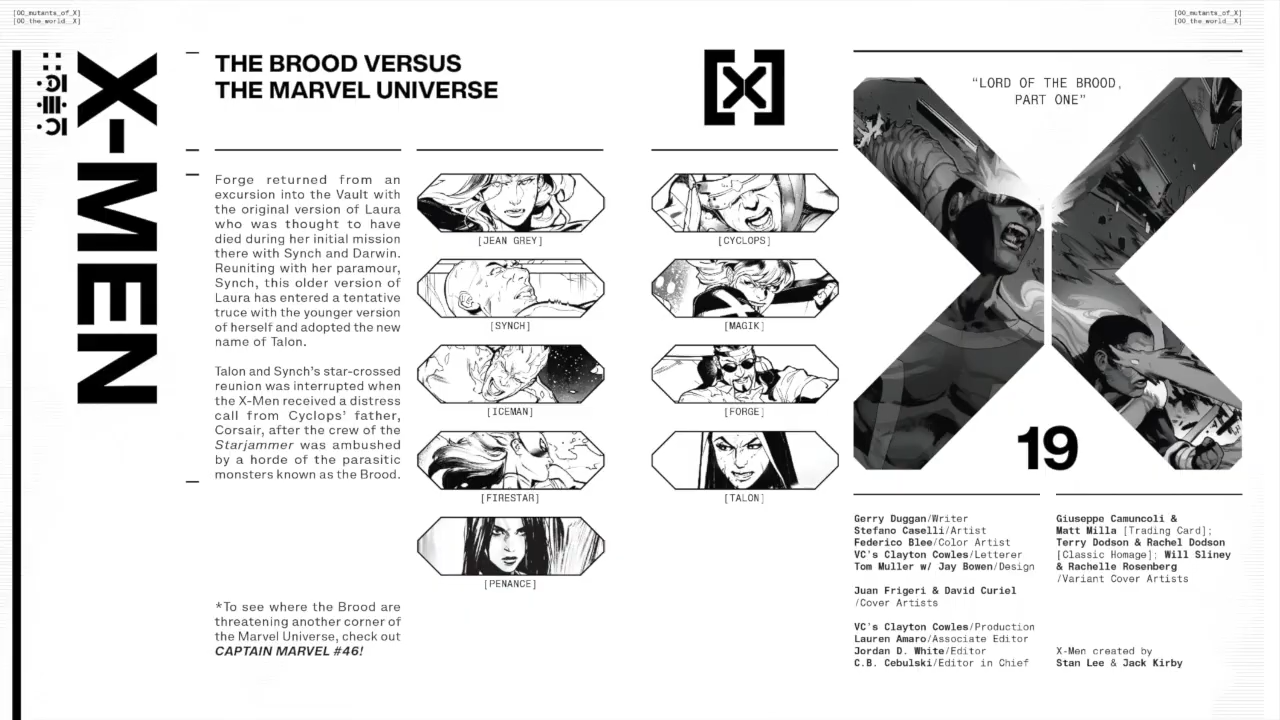 [00_mutants_of_X]
[00_the_world__X]
[00_mutants_of_X]
[00_the_world__X]
X-MEN
THE BROOD VERSUS
THE MARVEL UNIVERSE
[X]
Forge returned from an
excursion into the Vault with
the original version of Laura
who was thought to have
died during her initial mission
there with Synch and Darwin.
Reuniting with her paramour,
Synch, this older version of
Laura has entered a tentative
truce with the younger version
of herself and adopted the new
name of Talon.
Talon and Synch's star-crossed
reunion was interrupted when
the X-Men received a distress
call from Cyclops' father,
Corsair, after the crew of the
Starjammer was ambushed
by a horde of the parasitic
monsters known as the Brood.
*To see where the Brood are
threatening another corner of
the Marvel Universe, check out
CAPTAIN MARVEL #46!
[JEAN GREY]
[CYCLOPS]
[SYNCH]
[MAGIK]
[ICEMAN]
[FORGE]
[FIRESTAR]
[TALON]
[PENANCE]
"LORD OF THE BROOD,
PART ONE"
19
Gerry Duggan/Writer
Stefano Caselli/Artist
Federico Blee/Color Artist
VC's Clayton Cowles/Letterer
Tom Muller w/ Jay Bowen/Design
Juan Frigeri & David Curiel
/Cover Artists
VC's Clayton Cowles/Production
Lauren Amaro/Associate Editor
Jordan D. White/Editor
C.B. Cebulski/Editor in Chief
Giuseppe Camuncoli &
Matt Milla [Trading Card];
Terry Dodson & Rachel Dodson
[Classic Homage]; Will Sliney
& Rachelle Rosenberg
/Variant Cover Artists
X-Men created by
Stan Lee & Jack Kirby